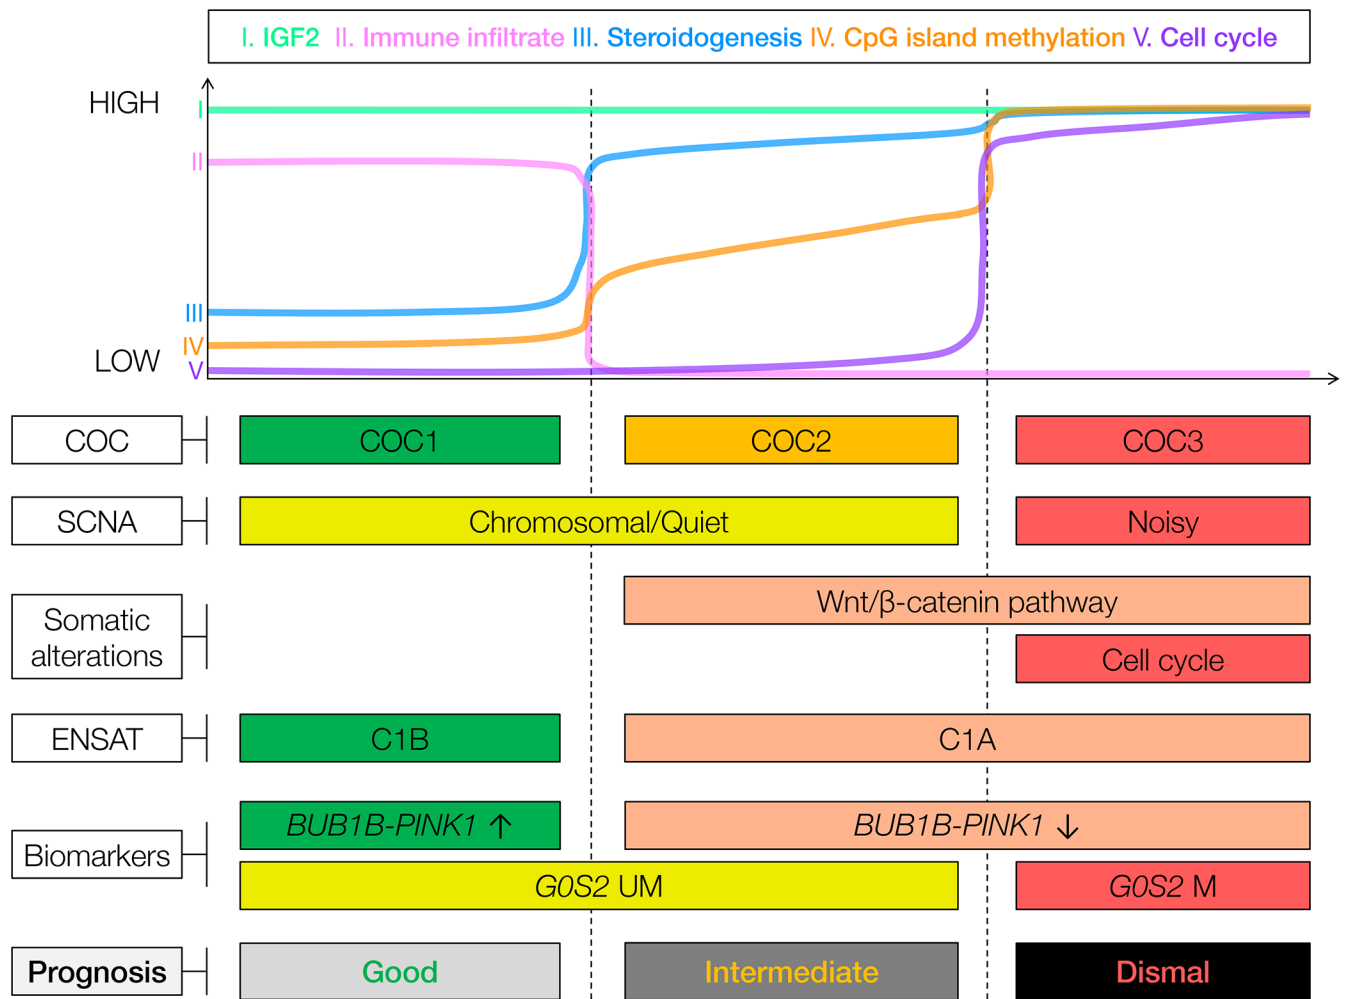 I. IGF2 II. Immune infiltrate III. Steroidogenesis IV. CpG island methylation V. Cell cycle
HIGH
I
II
III
IV
LOW
V
COC COC1 COC2 COC3
SCNA Chromosomal/Quiet Noisy
Somatic
alterations
Wnt/β-catenin pathway
Cell cycle
ENSAT C1B C1A
Biomarkers
BUB1B-PINK1 ↑ BUB1B-PINK1 ↓
G0S2 UM G0S2 M
Prognosis Good Intermediate Dismal